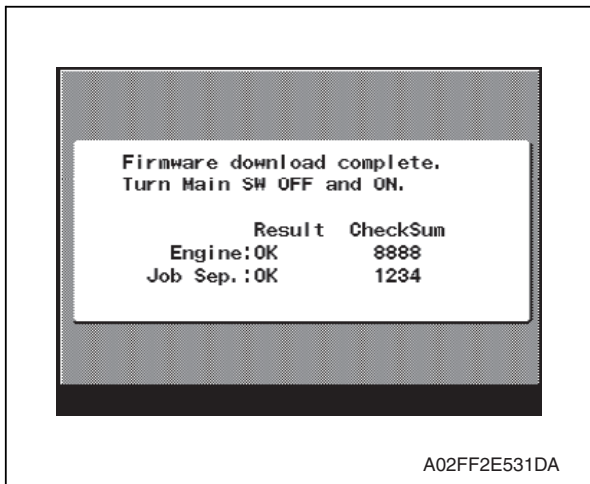 Firmware download complete.
Turn Main SW OFF and ON.
Result CheckSum
Engine:OK 8888
Job Sep.:OK 1234
A02FF2E531DA